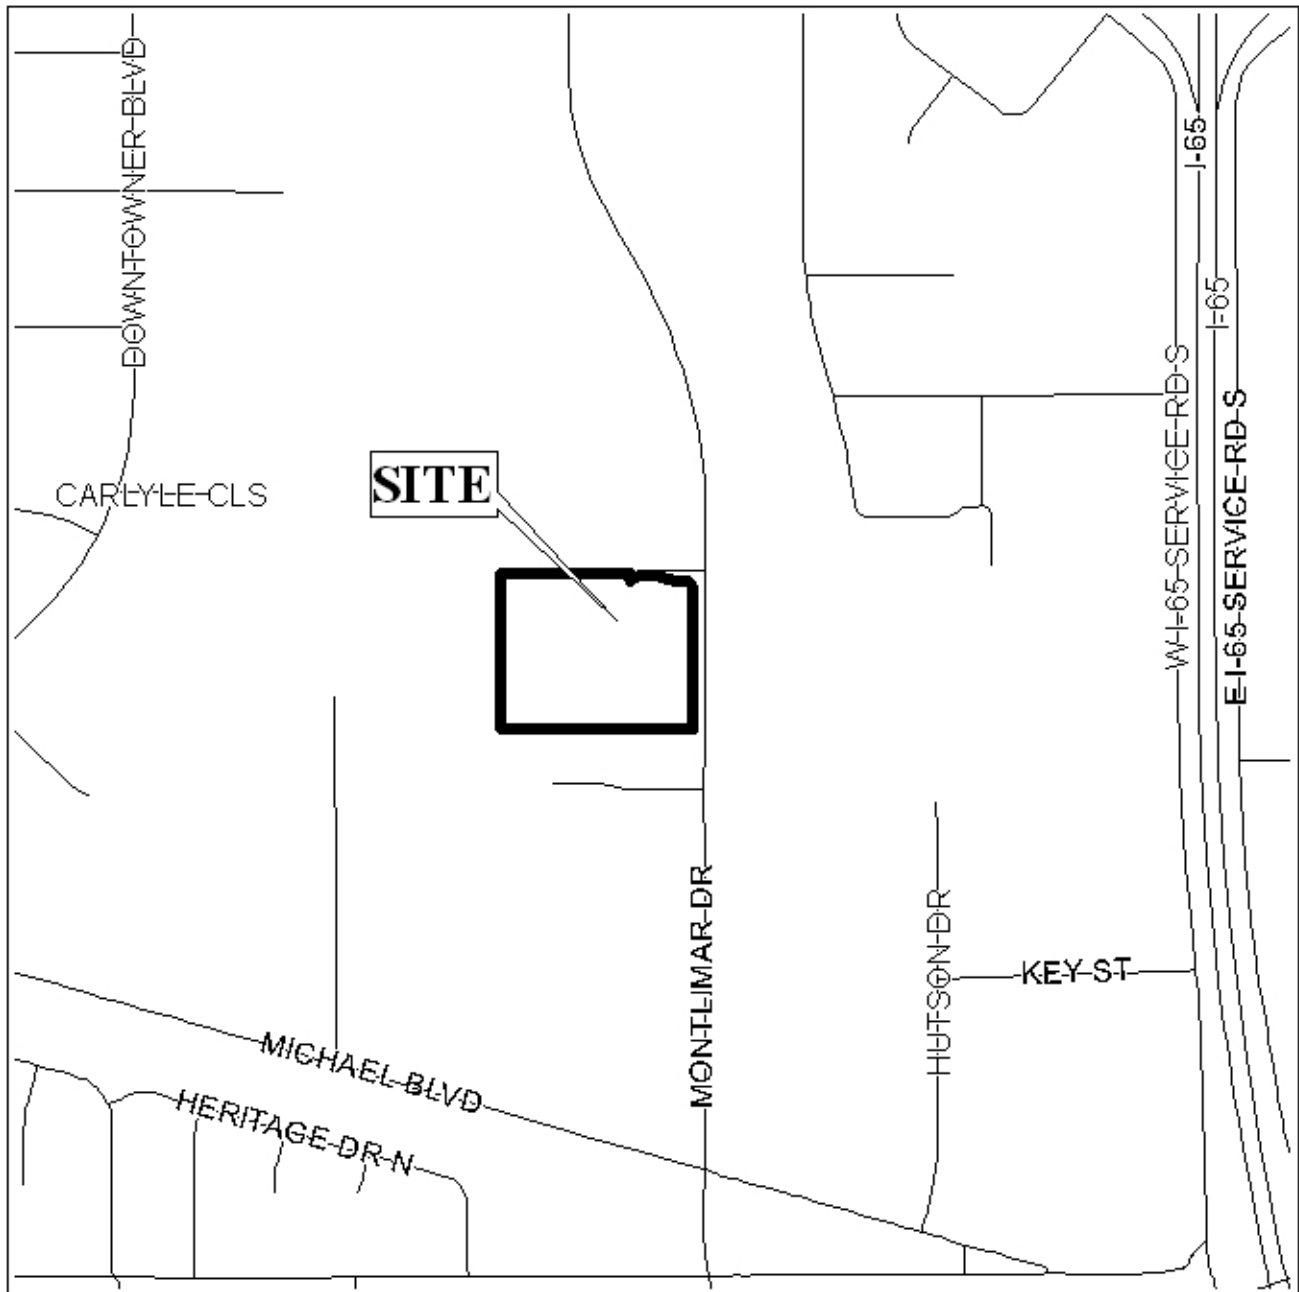 DOWNTOWNER BLVD
I-65
I-65
W I-65 SERVICE RD S
E I-65 SERVICE RD S
SITE
CARLYLE CLS
MONTLIMAR DR
HUTSON DR
KEY ST
MICHAEL BLVD
HERITAGE DR N